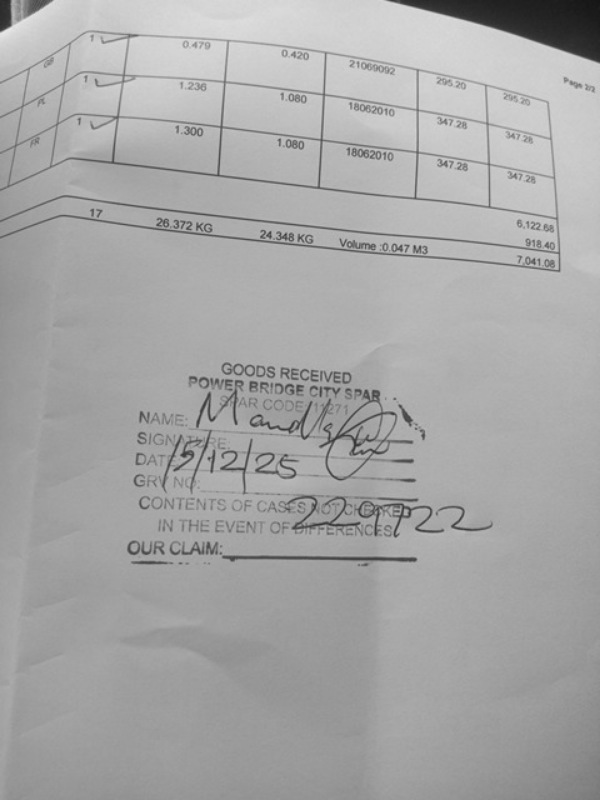 Page 2/2
GB 1 0.479 0.420 21069092 295.20 295.20
PL 1 1.236 1.080 18062010 347.28 347.28
FR 1 1.300 1.080 18062010 347.28 347.28
6,122.68
918.40
17 26.372 KG 24.348 KG Volume :0.047 M3 7,041.08
GOODS RECEIVED
POWER BRIDGE CITY SPAR
SPAR CODE: 11271
NAME: Mandla
SIGNATURE:
DATE 15/12/25
GRV NO:
CONTENTS OF CASES NOT CHECKED
IN THE EVENT OF DIFFERENCES
OUR CLAIM: